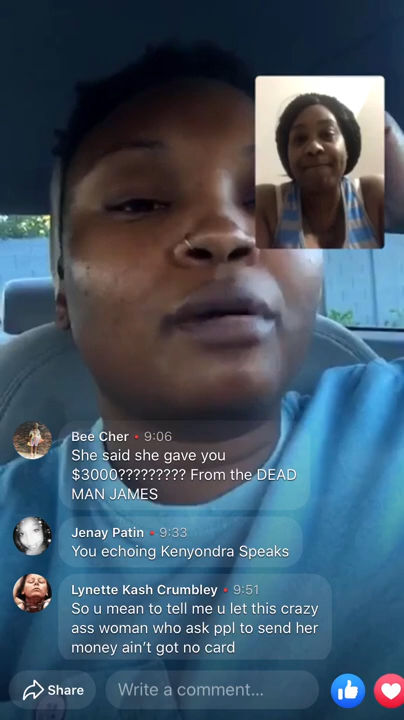 Bee Cher • 9:06
She said she gave you
$3000????????? From the DEAD
MAN JAMES
Jenay Patin • 9:33
You echoing Kenyondra Speaks
Lynette Kash Crumbley • 9:51
So u mean to tell me u let this crazy
ass woman who ask ppl to send her
money ain't got no card
Share
Write a comment...